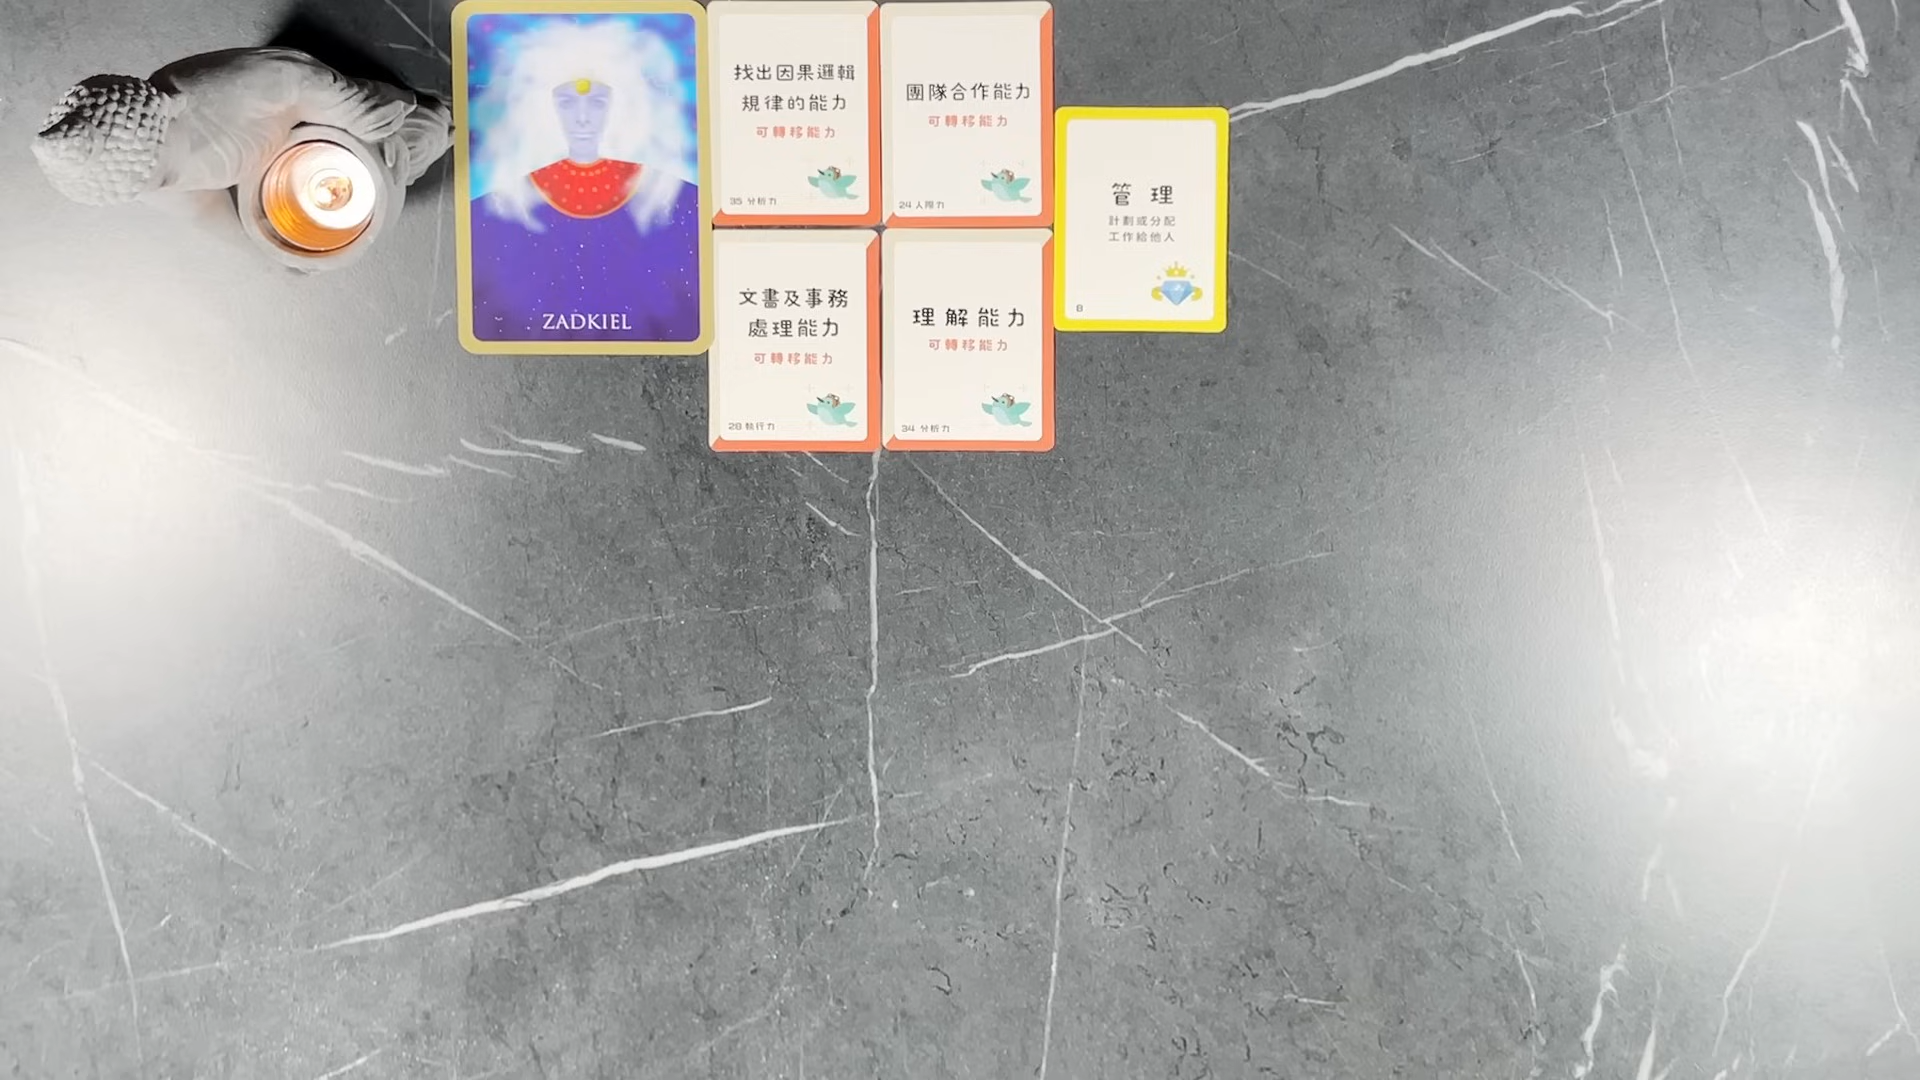 ZADKIEL
找出因果邏輯
規律的能力
可轉移能力
35 分析力
團隊合作能力
可轉移能力
24 人際力
文書及事務
處理能力
可轉移能力
28 執行力
理解能力
可轉移能力
34 分析力
管理
計劃或分配
工作給他人
8